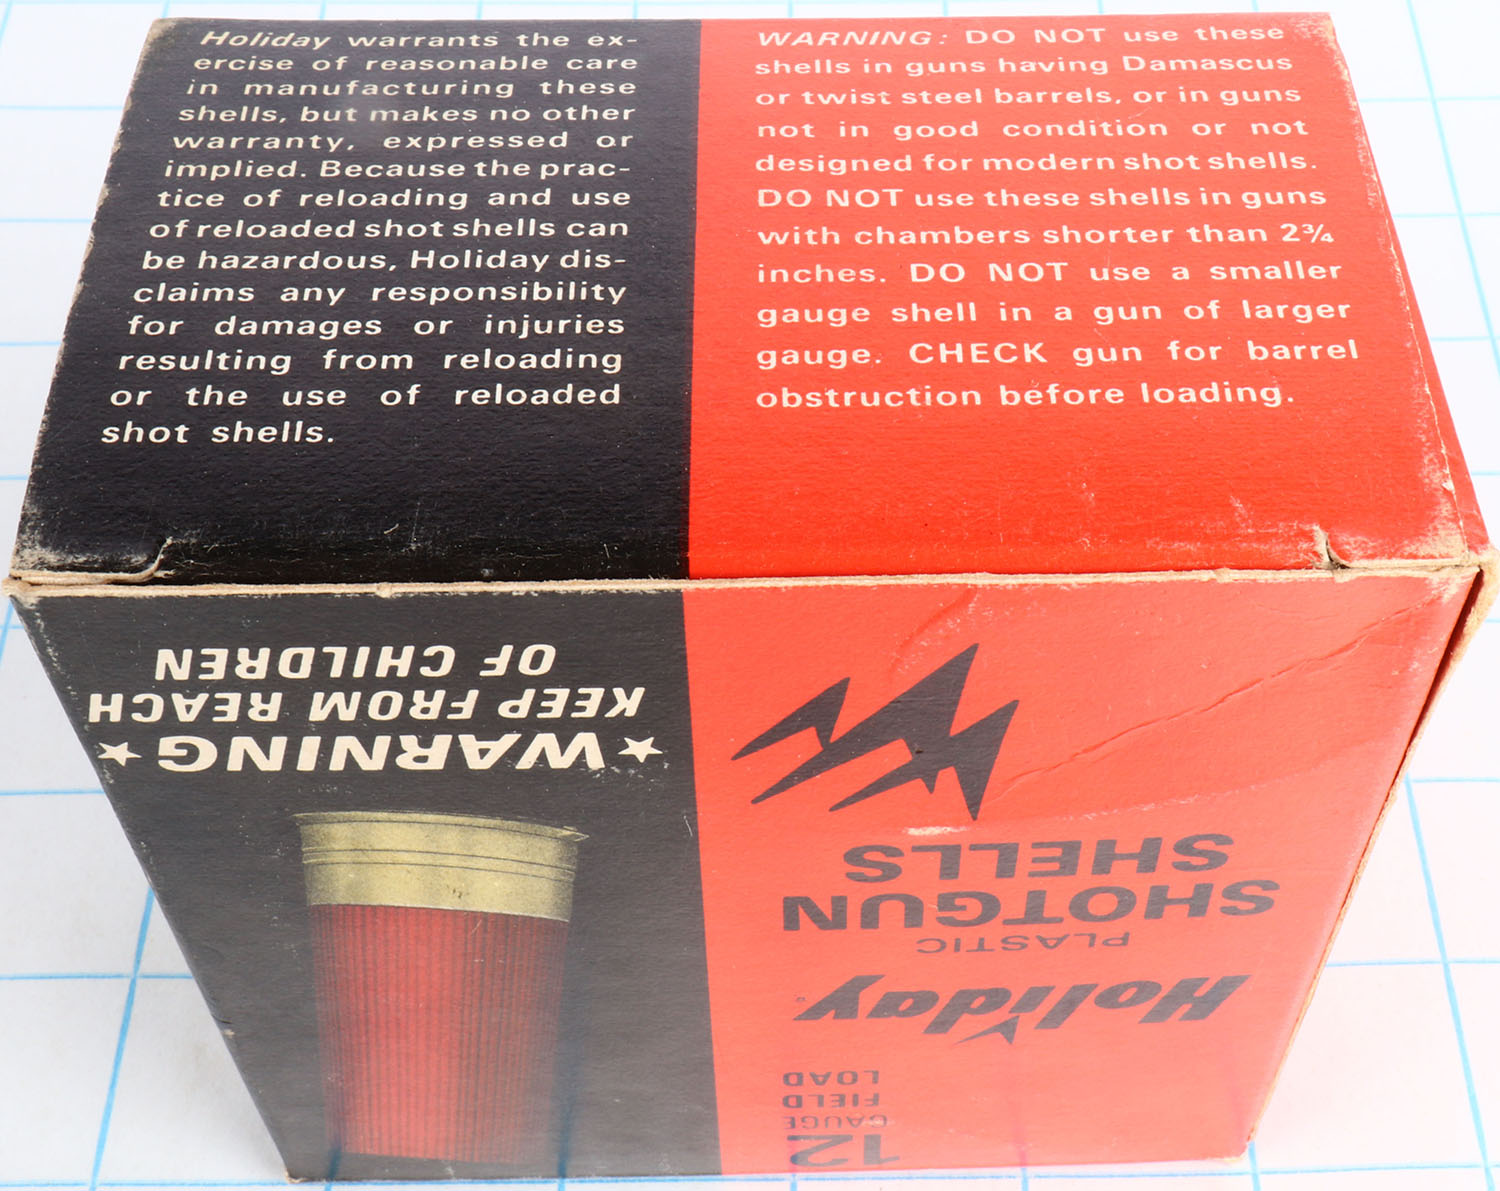 Holiday warrants the ex-
ercise of reasonable care
in manufacturing these
shells, but makes no other
warranty, expressed or
implied. Because the prac-
tice of reloading and use
of reloaded shot shells can
be hazardous, Holiday dis-
claims any responsibility
for damages or injuries
resulting from reloading
or the use of reloaded
shot shells.
WARNING: DO NOT use these
shells in guns having Damascus
or twist steel barrels, or in guns
not in good condition or not
designed for modern shot shells.
DO NOT use these shells in guns
with chambers shorter than 2¾
inches. DO NOT use a smaller
gauge shell in a gun of larger
gauge. CHECK gun for barrel
obstruction before loading.
12
GAUGE
FIELD
LOAD
Holiday
PLASTIC
SHOTGUN
SHELLS
★WARNING★
KEEP FROM REACH
OF CHILDREN